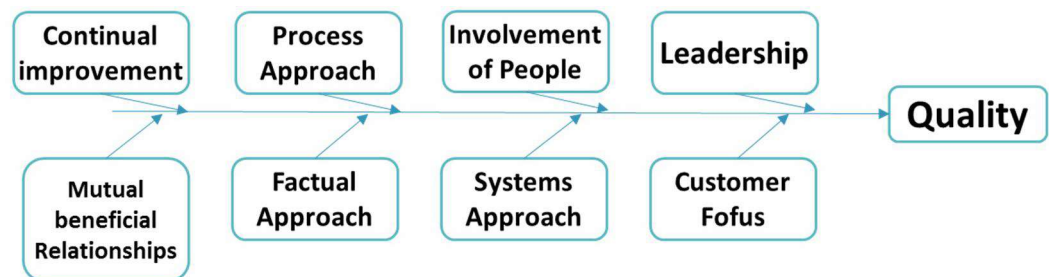 Continual
improvement
Process
Approach
Involvement
of People
Leadership
Quality
Mutual
beneficial
Relationships
Factual
Approach
Systems
Approach
Customer
Fofus